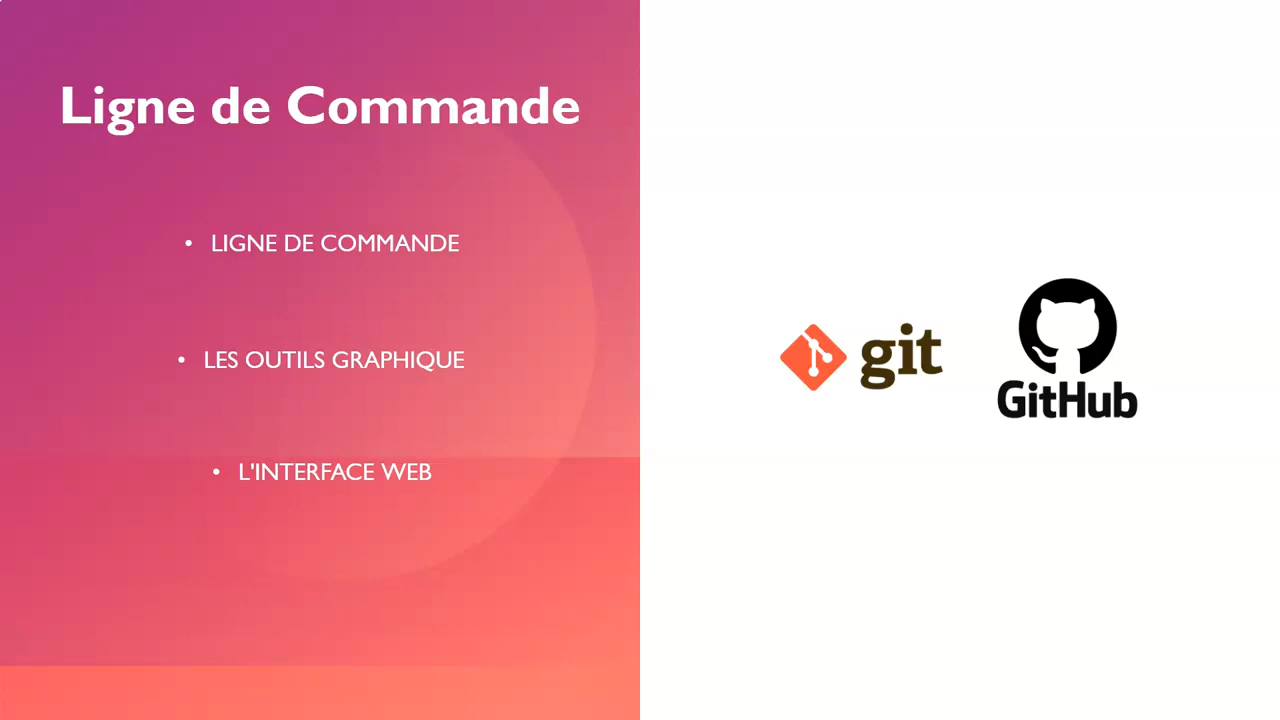 Ligne de Commande
• LIGNE DE COMMANDE
• LES OUTILS GRAPHIQUE
• L'INTERFACE WEB
git
GitHub